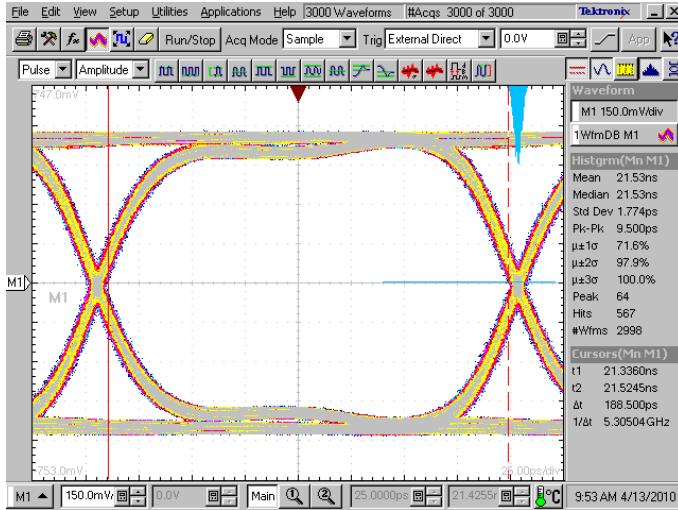 File Edit View Setup Utilities Applications Help 3000 Waveforms #Acqs 3000 of 3000 Tektronix
Run/Stop Acq Mode Sample Trig External Direct 0.0V App
Pulse Amplitude
747.0mV
Waveform
M1 150.0mV/div
1WfmDB M1
Histgrm(Mn M1)
Mean 21.53ns
Median 21.53ns
Std Dev 1.774ps
Pk-Pk 9.500ps
µ±1σ 71.6%
µ±2σ 97.9%
µ±3σ 100.0%
Peak 64
Hits 567
#Wfms 2998
Cursors(Mn M1)
t1 21.3360ns
t2 21.5245ns
Δt 188.500ps
1/Δt 5.30504GHz
M1
M1
753.0mV 25.00ps/div
M1 150.0mV/ 0.0V Main 25.0000ps 21.4255r °C 9:53 AM 4/13/2010